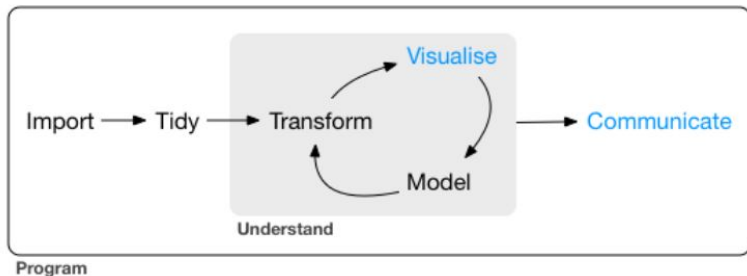 Visualise
Import Tidy Transform Communicate
Model
Understand
Program